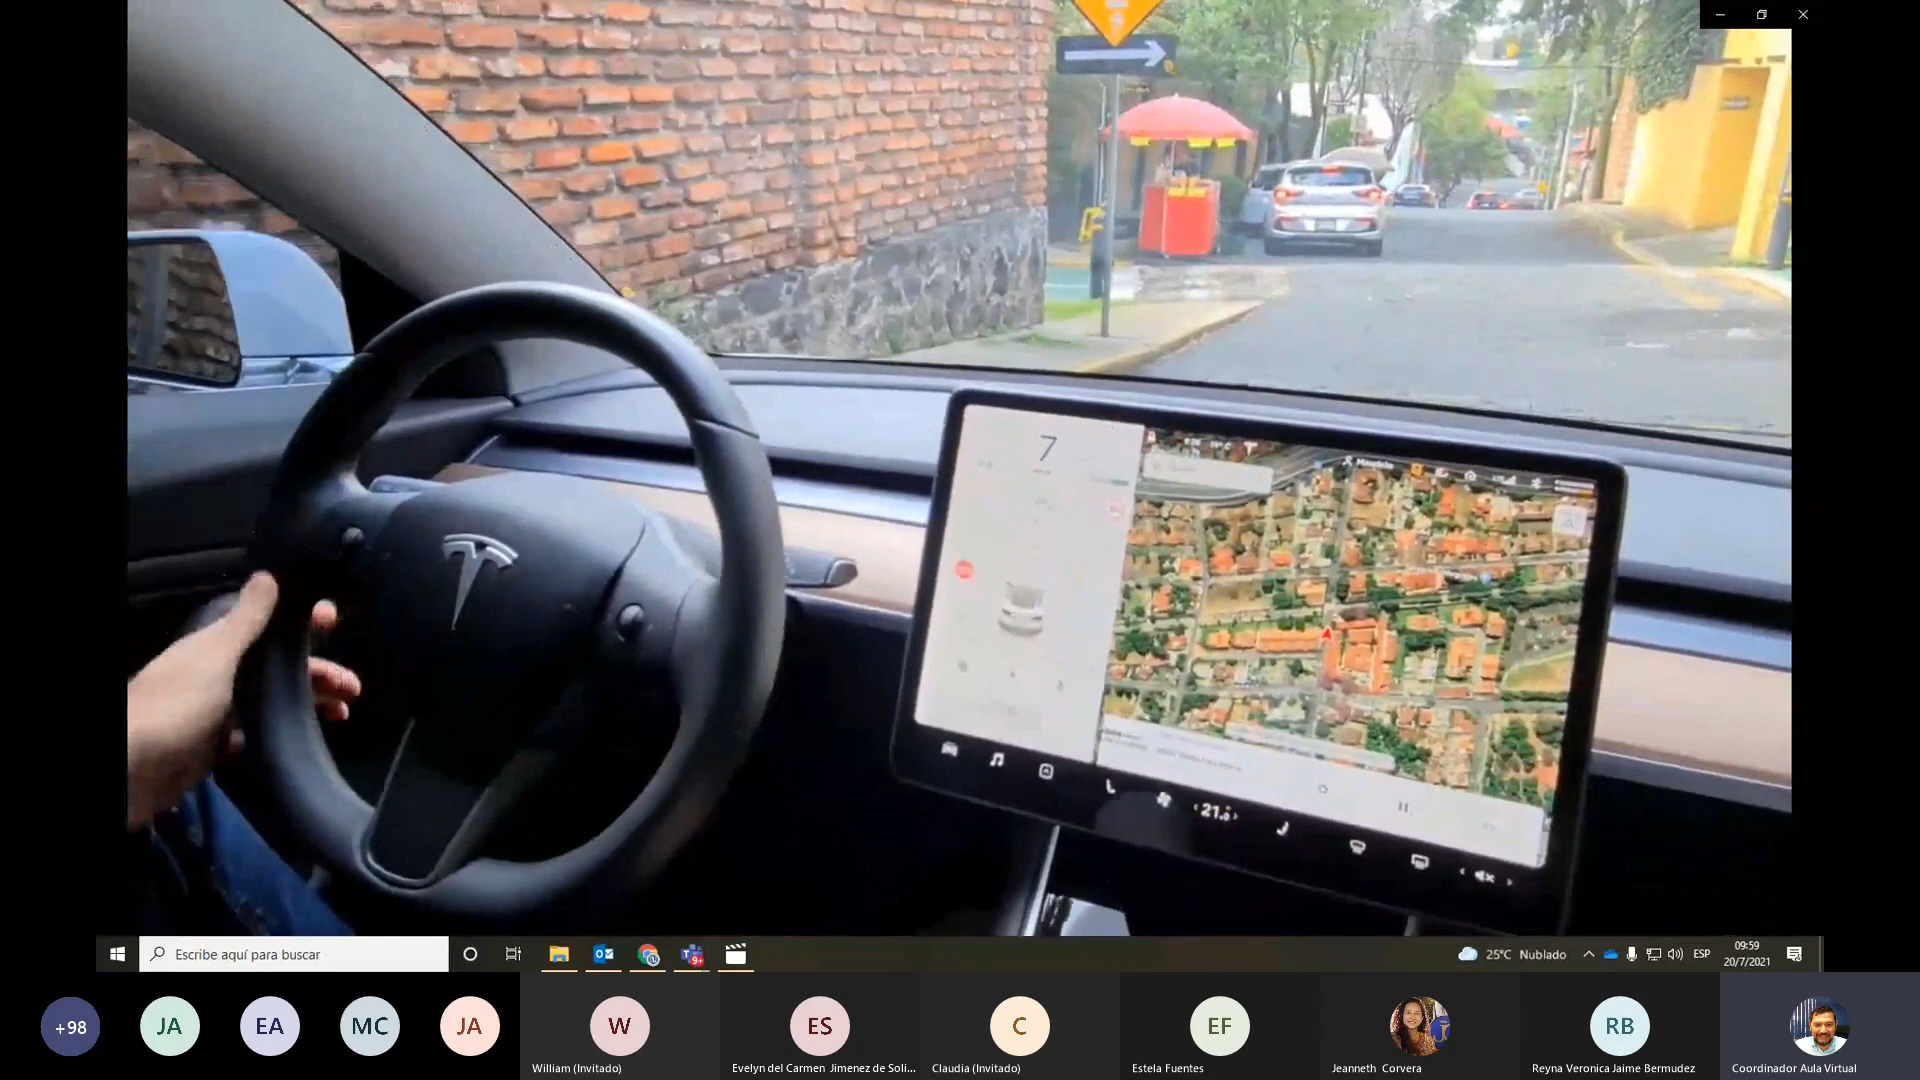 7
21.0
Escribe aquí para buscar
9+
25°C Nublado
ESP
09:59
20/7/2021
+98
JA
EA
MC
JA
W
ES
C
EF
RB
William (Invitado)
Evelyn del Carmen Jimenez de Soli...
Claudia (Invitado)
Estela Fuentes
Jeanneth Corvera
Reyna Veronica Jaime Bermudez
Coordinador Aula Virtual